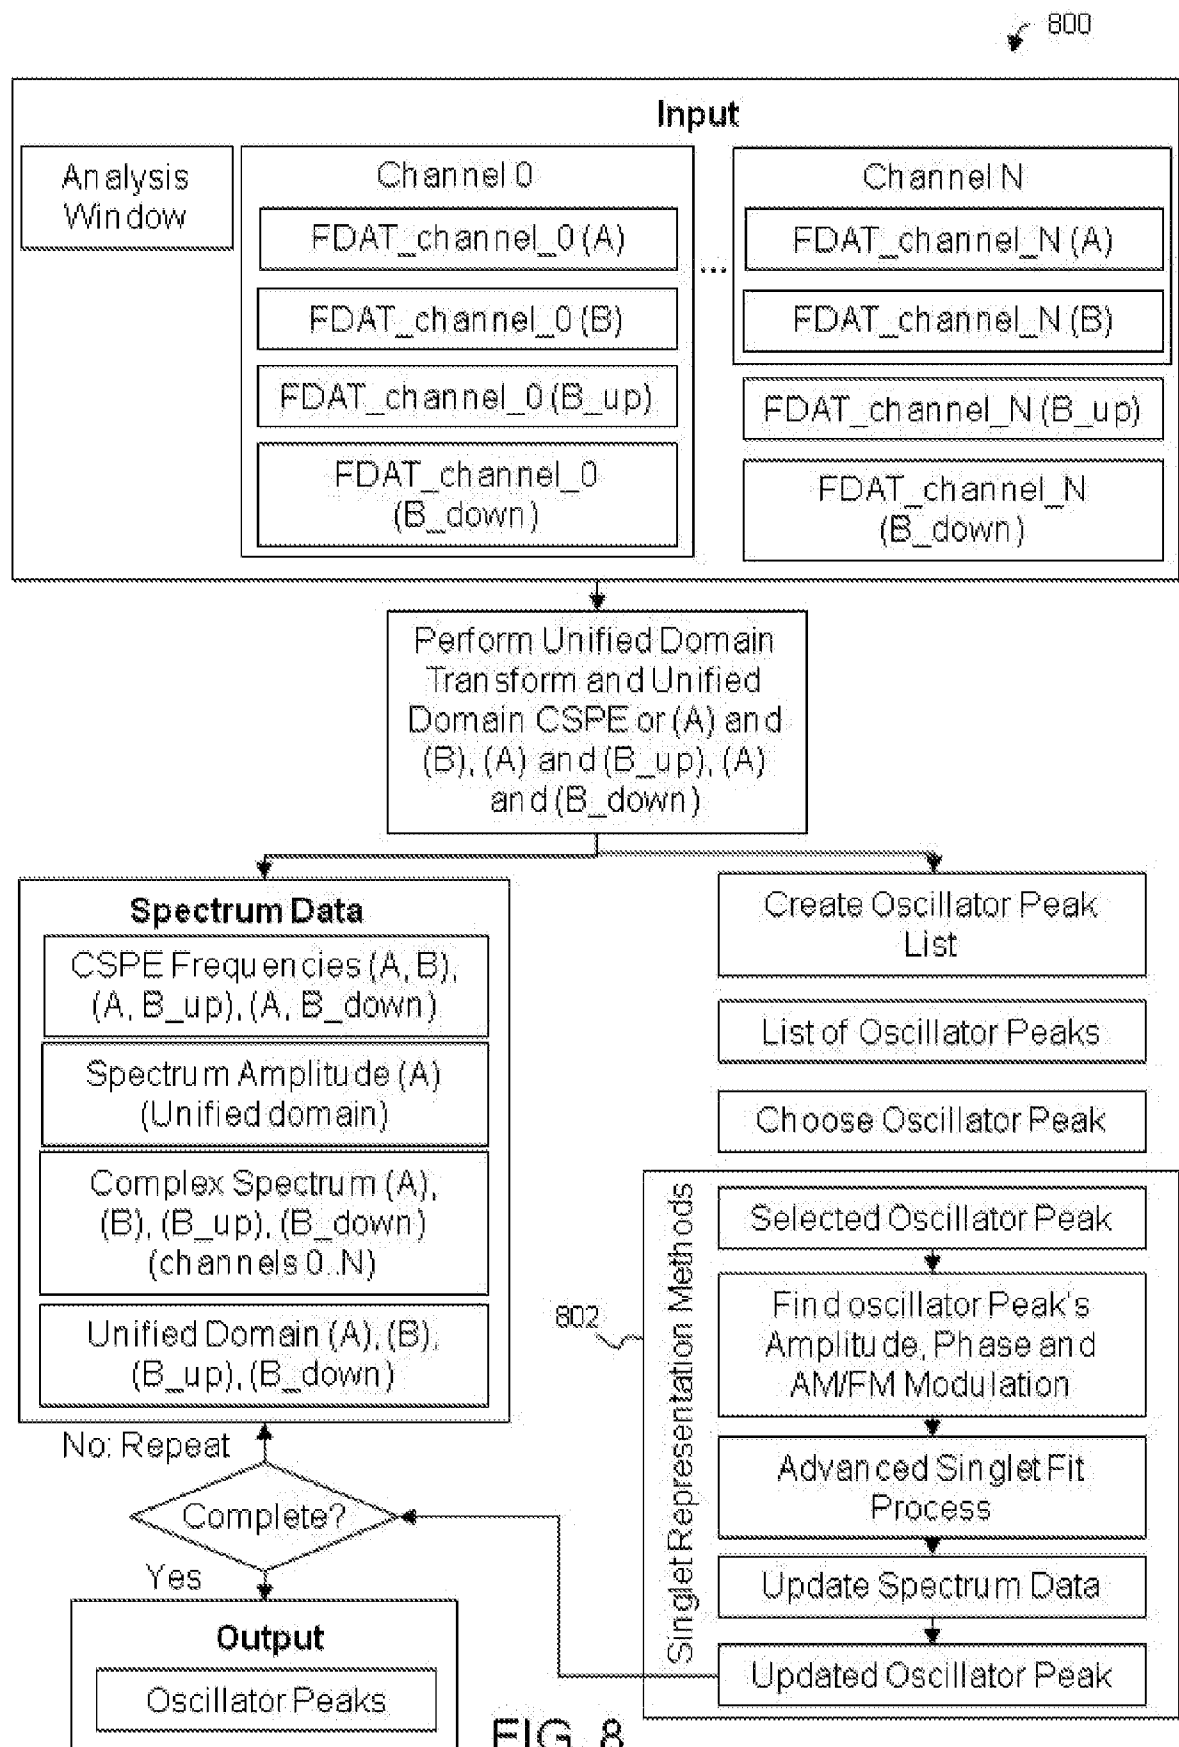 800
Input
Analysis
Window
Channel 0
FDAT_channel_0 (A)
FDAT_channel_0 (B)
FDAT_channel_0 (B_up)
FDAT_channel_0
(B_down)
...
Channel N
FDAT_channel_N (A)
FDAT_channel_N (B)
FDAT_channel_N (B_up)
FDAT_channel_N
(B_down)
Perform Unified Domain
Transform and Unified
Domain CSPE or (A) and
(B), (A) and (B_up), (A)
and (B_down)
Spectrum Data
CSPE Frequencies (A, B),
(A, B_up), (A, B_down)
Spectrum Amplitude (A)
(Unified domain)
Complex Spectrum (A),
(B), (B_up), (B_down)
(channels 0..N)
Unified Domain (A), (B),
(B_up), (B_down)
Create Oscillator Peak
List
List of Oscillator Peaks
Choose Oscillator Peak
802
Singlet Representation Methods
Selected Oscillator Peak
Find oscillator Peak's
Amplitude, Phase and
AM/FM Modulation
Advanced Singlet Fit
Process
Update Spectrum Data
Updated Oscillator Peak
No: Repeat
Complete?
Yes
Output
Oscillator Peaks
FIG. 8